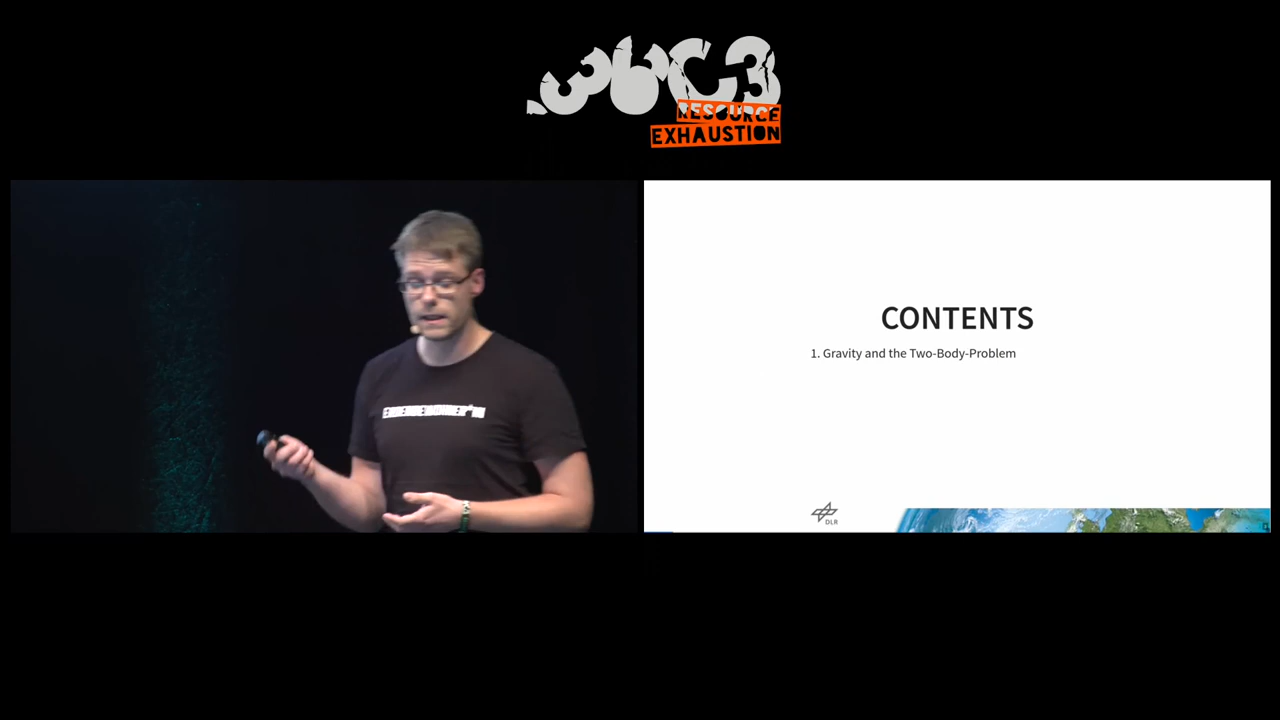 36C3
RESOURCE
EXHAUSTION
CONTENTS
1. Gravity and the Two-Body-Problem
DLR